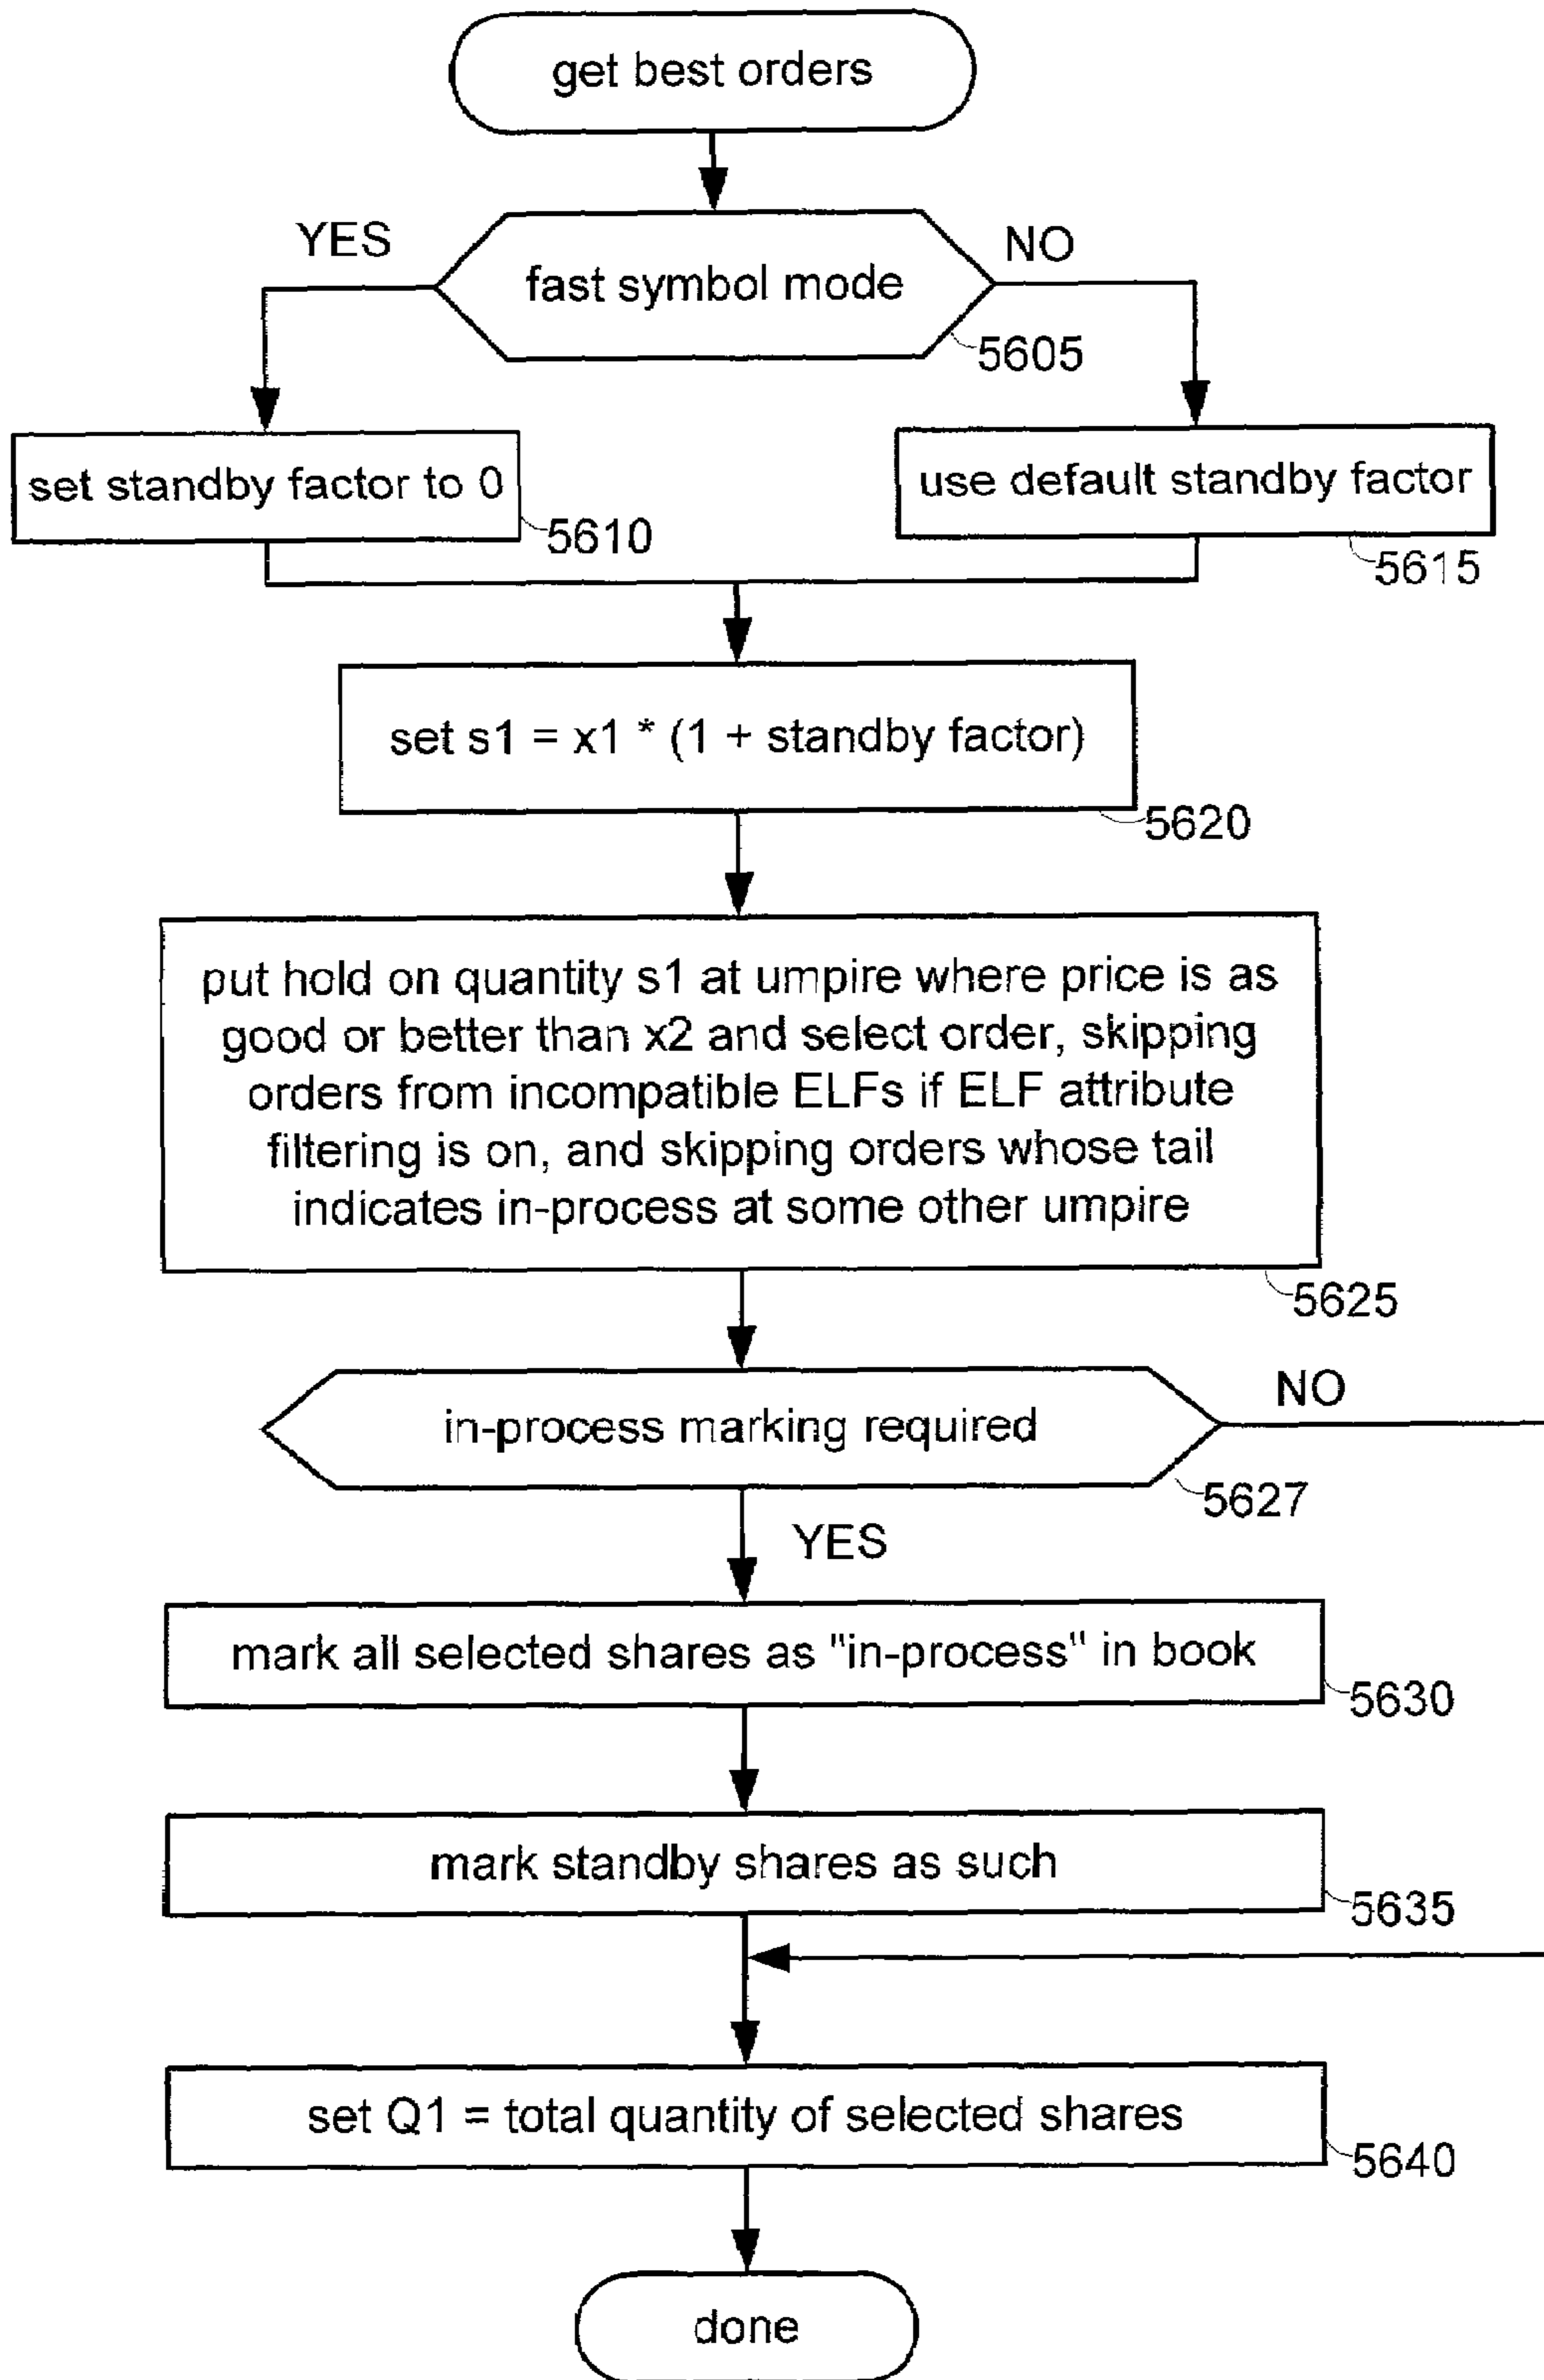 get best orders
YES
NO
fast symbol mode
5605
set standby factor to 0
use default standby factor
5610
5615
set s1 = x1 * (1 + standby factor)
5620
put hold on quantity s1 at umpire where price is as
good or better than x2 and select order, skipping
orders from incompatible ELFs if ELF attribute
filtering is on, and skipping orders whose tail
indicates in-process at some other umpire
5625
NO
in-process marking required
5627
YES
mark all selected shares as "in-process" in book
5630
mark standby shares as such
5635
set Q1 = total quantity of selected shares
5640
done